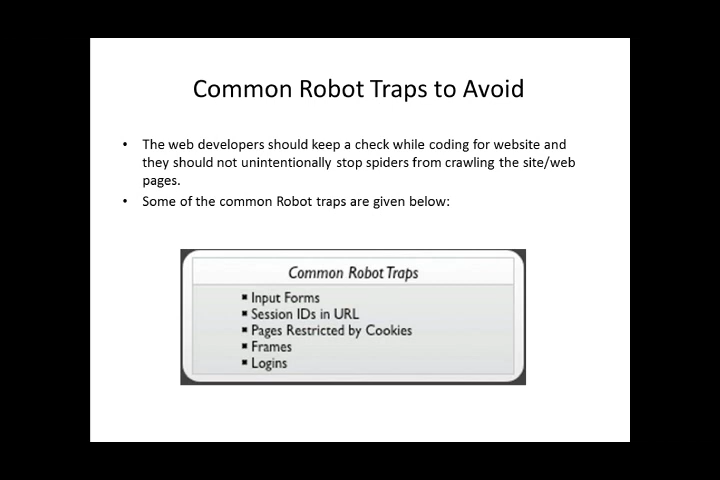 Common Robot Traps to Avoid
• The web developers should keep a check while coding for website and
they should not unintentionally stop spiders from crawling the site/web
pages.
• Some of the common Robot traps are given below:
Common Robot Traps
▪ Input Forms
▪ Session IDs in URL
▪ Pages Restricted by Cookies
▪ Frames
▪ Logins